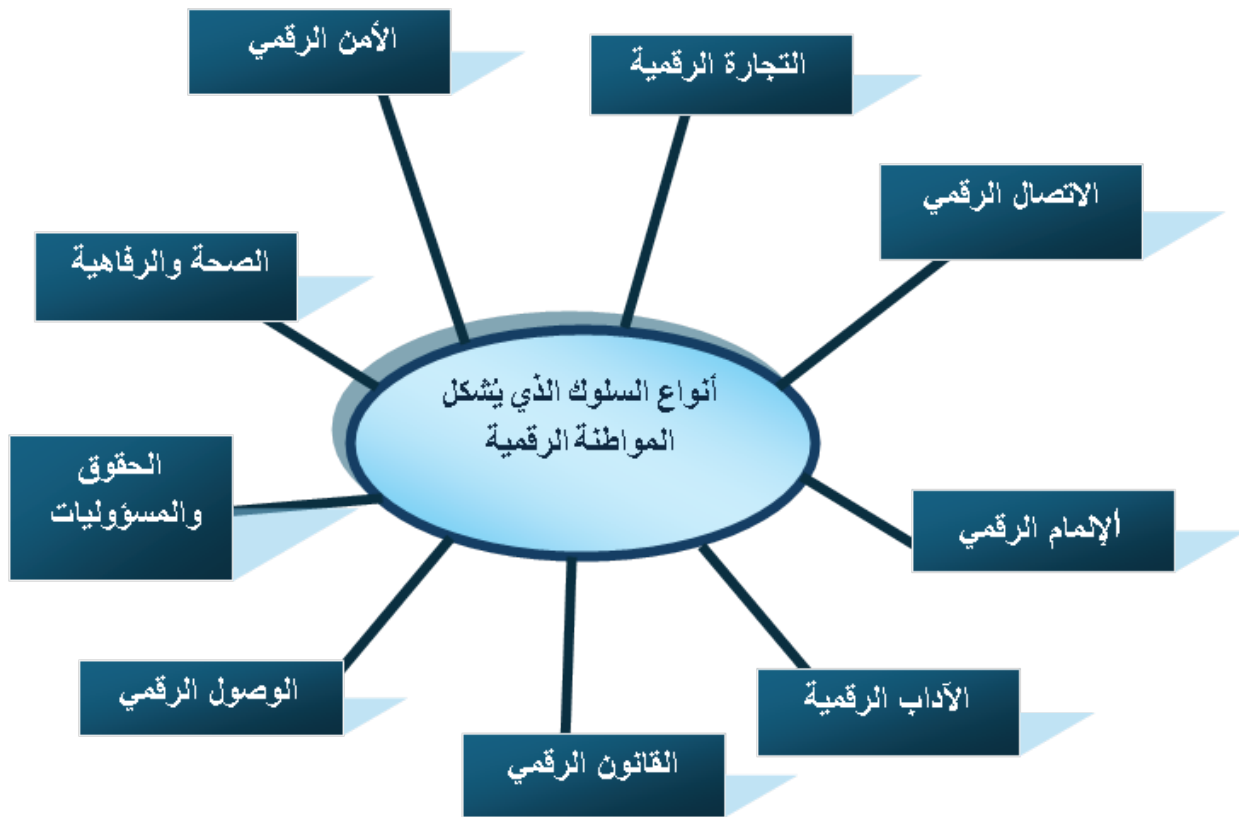 الأمن الرقمي
التجارة الرقمية
الاتصال الرقمي
الصحة والرفاهية
أنواع السلوك الذي يُشكل
المواطنة الرقمية
الحقوق
والمسؤوليات
ألإلمام الرقمي
الوصول الرقمي
الآداب الرقمية
القانون الرقمي